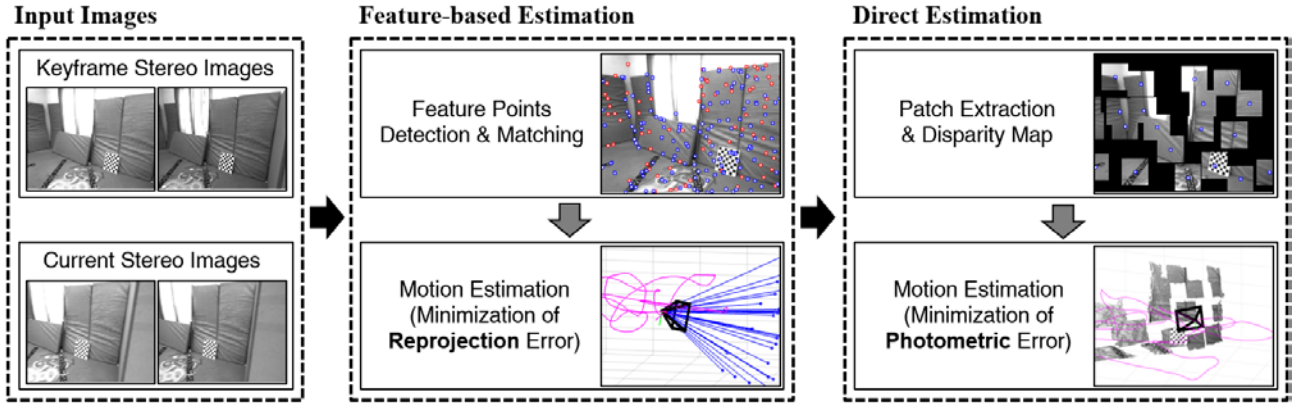 Input Images
Keyframe Stereo Images
Current Stereo Images
Feature-based Estimation
Feature Points
Detection & Matching
Motion Estimation
(Minimization of
Reprojection Error)
Direct Estimation
Patch Extraction
& Disparity Map
Motion Estimation
(Minimization of
Photometric Error)